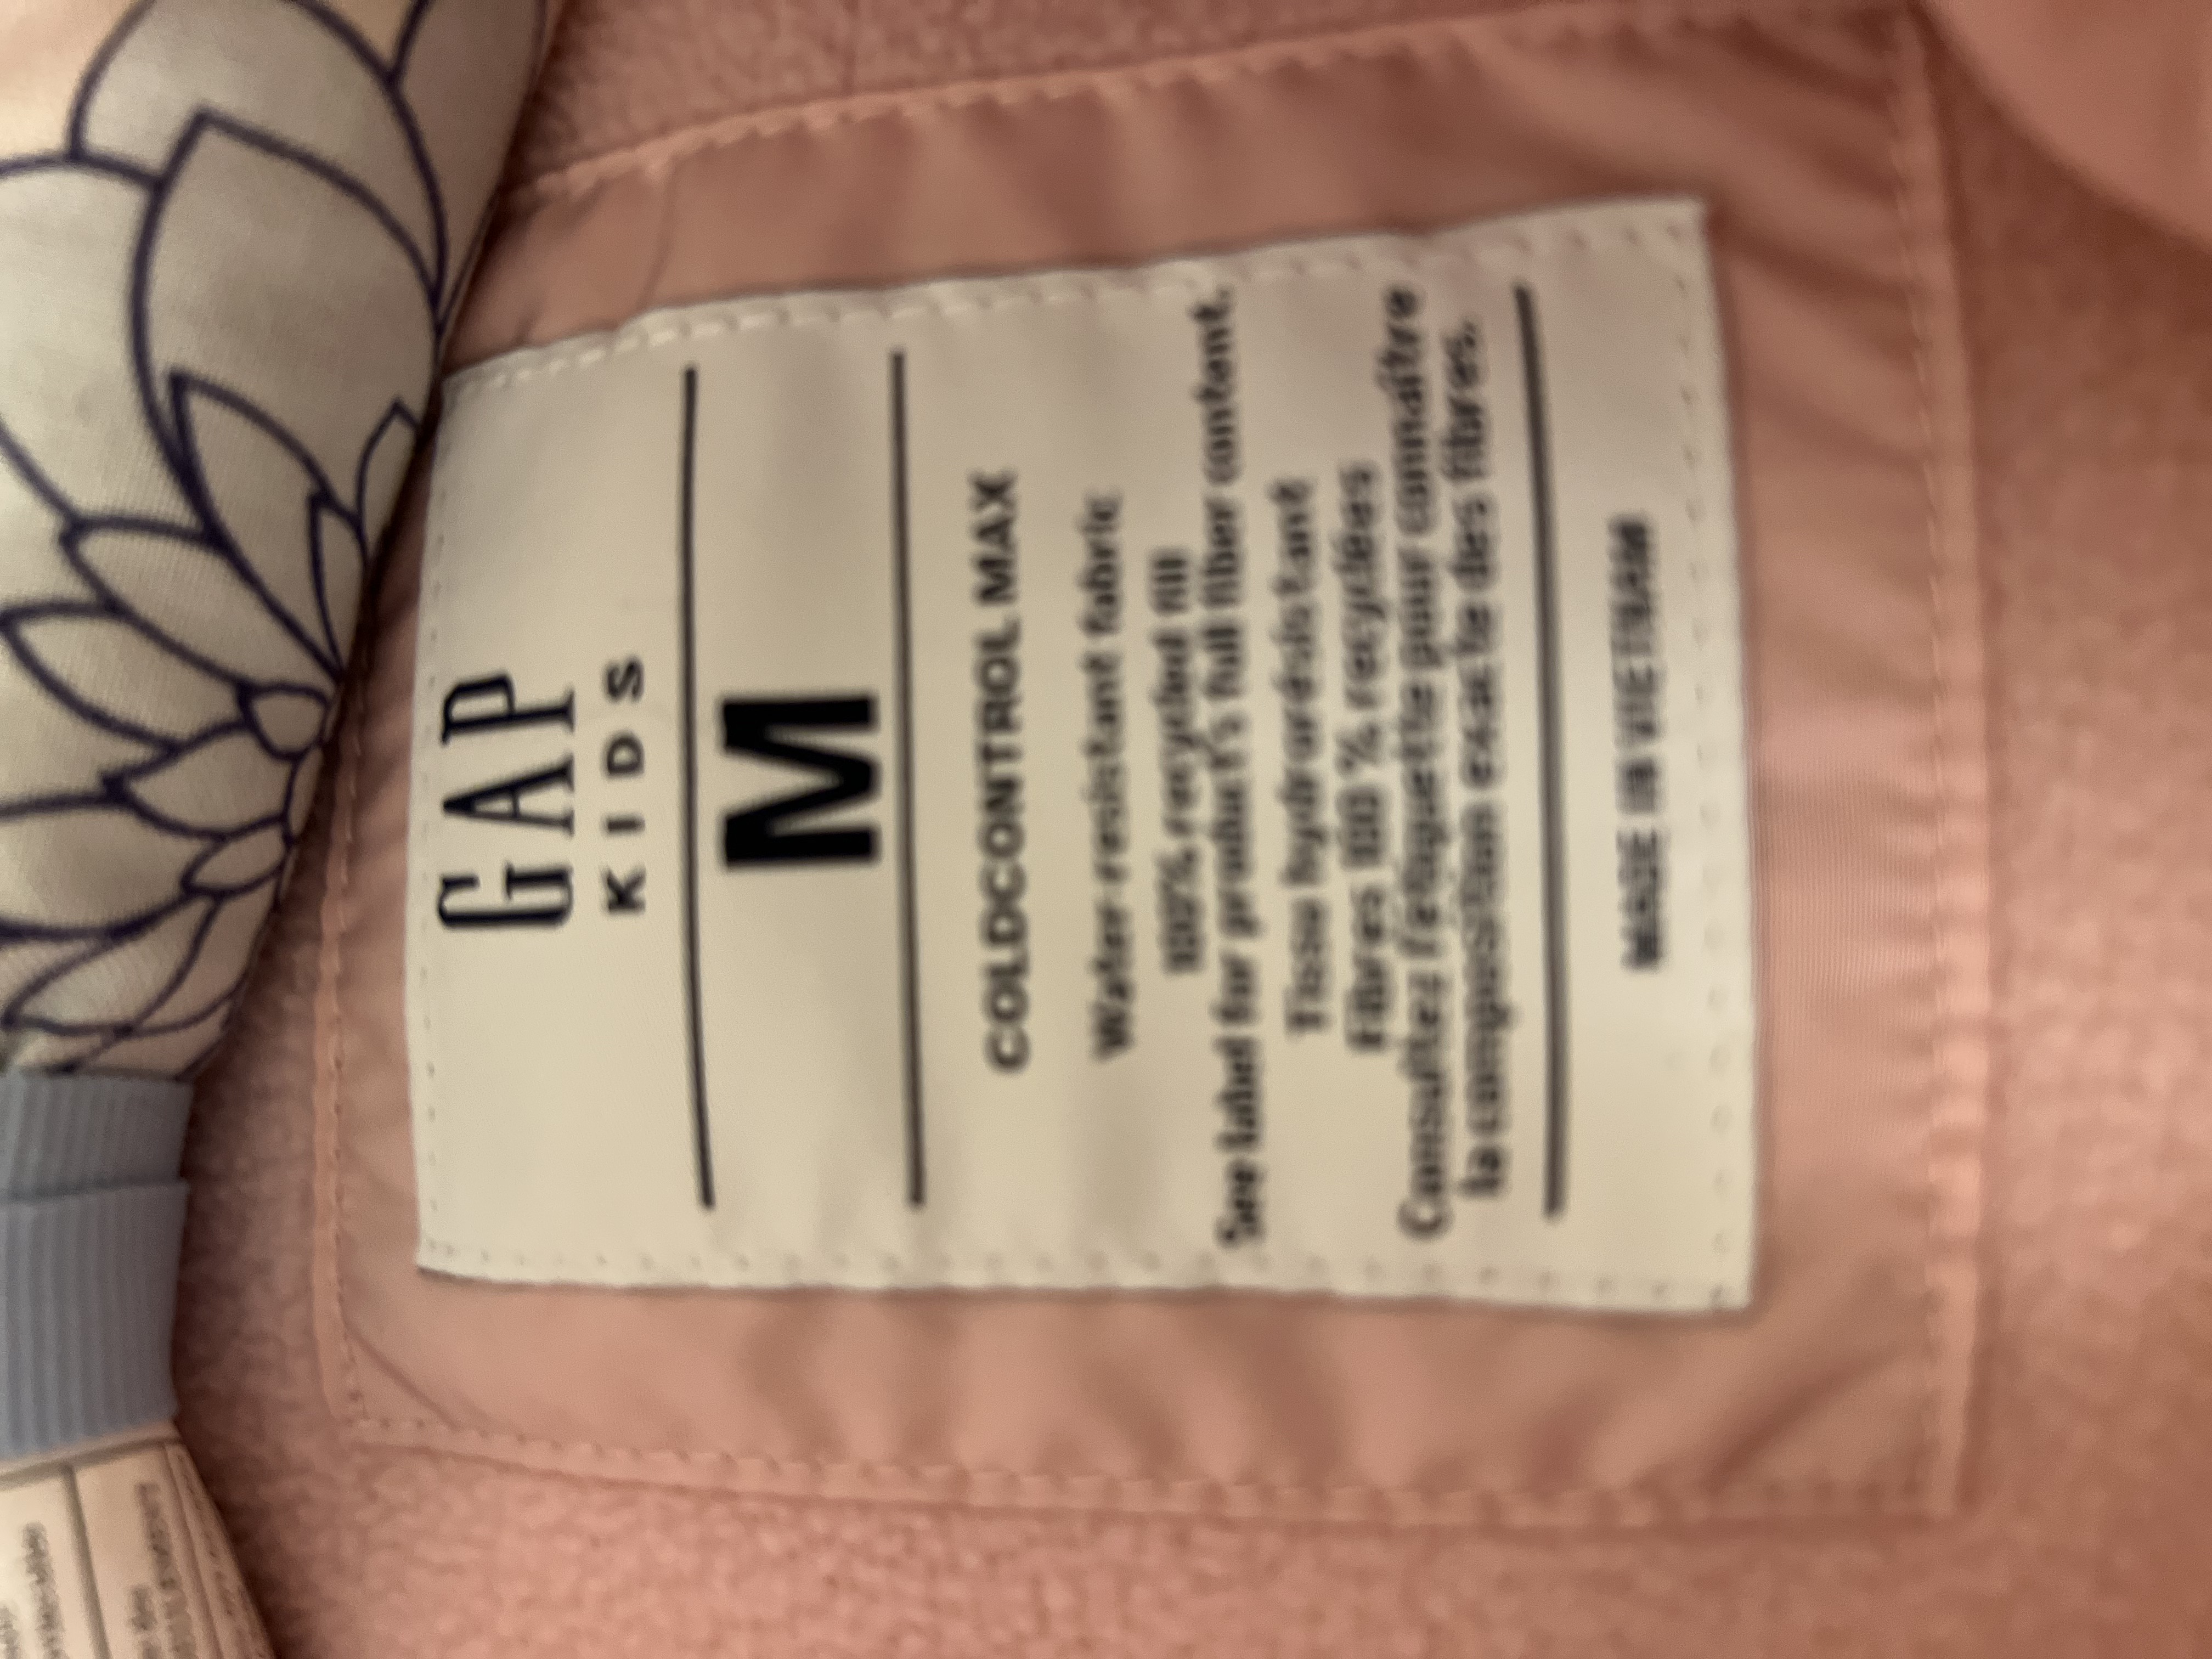 GAP
KIDS
M
COLDCONTROL MAX
Water resistant fabric
100% recycled fill
See label for product's full fiber content.
Tissu hydrorésistant
Fibres 100 % recyclées
Consultez l'étiquette pour connaître
la composition exacte des fibres.
MADE IN VIETNAM